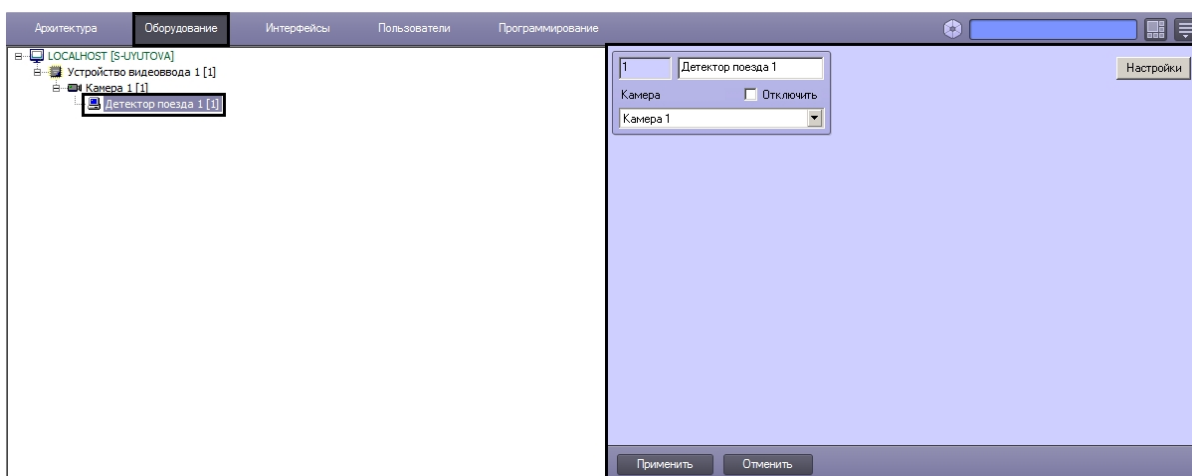 Архитектура
Оборудование
Интерфейсы
Пользователи
Программирование
LOCALHOST [S-UYUTOVA]
Устройство видеоввода 1 [1]
Камера 1 [1]
Детектор поезда 1 [1]
1
Детектор поезда 1
Настройки
Камера
Отключить
Камера 1
Применить
Отменить